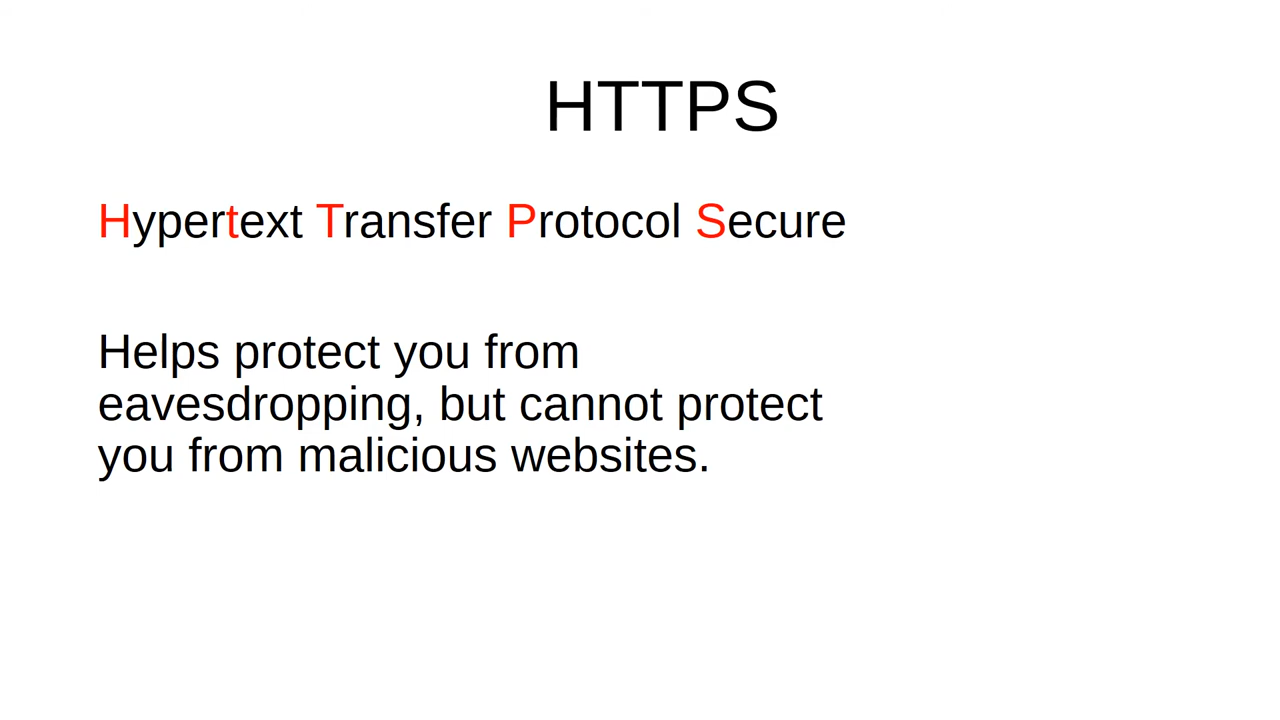 HTTPS
Hypertext Transfer Protocol Secure
Helps protect you from
eavesdropping, but cannot protect
you from malicious websites.